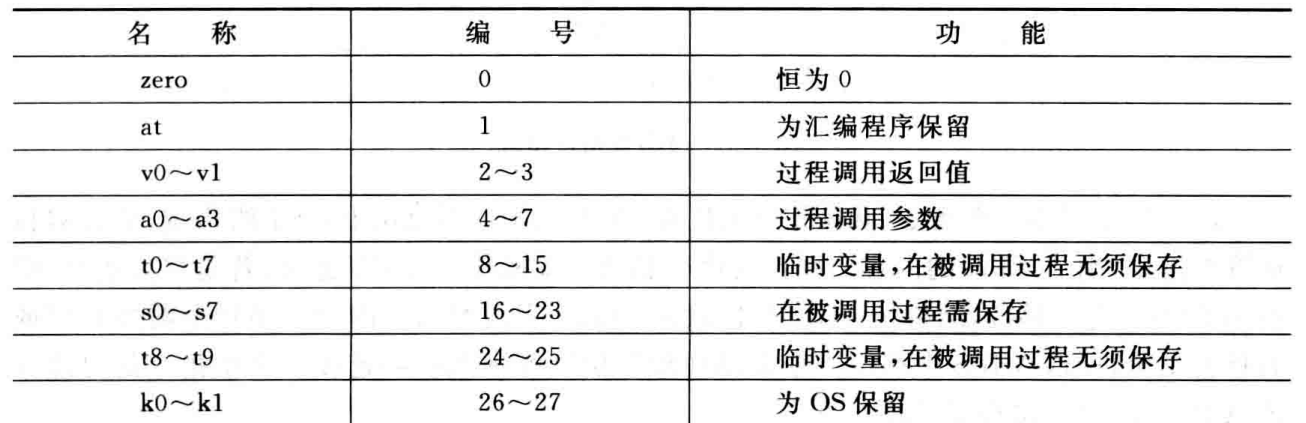 名 称 编 号 功 能
zero 0 恒为 0
at 1 为汇编程序保留
v0～v1 2～3 过程调用返回值
a0～a3 4～7 过程调用参数
t0～t7 8～15 临时变量,在被调用过程无须保存
s0～s7 16～23 在被调用过程需保存
t8～t9 24～25 临时变量,在被调用过程无须保存
k0～k1 26～27 为 OS 保留